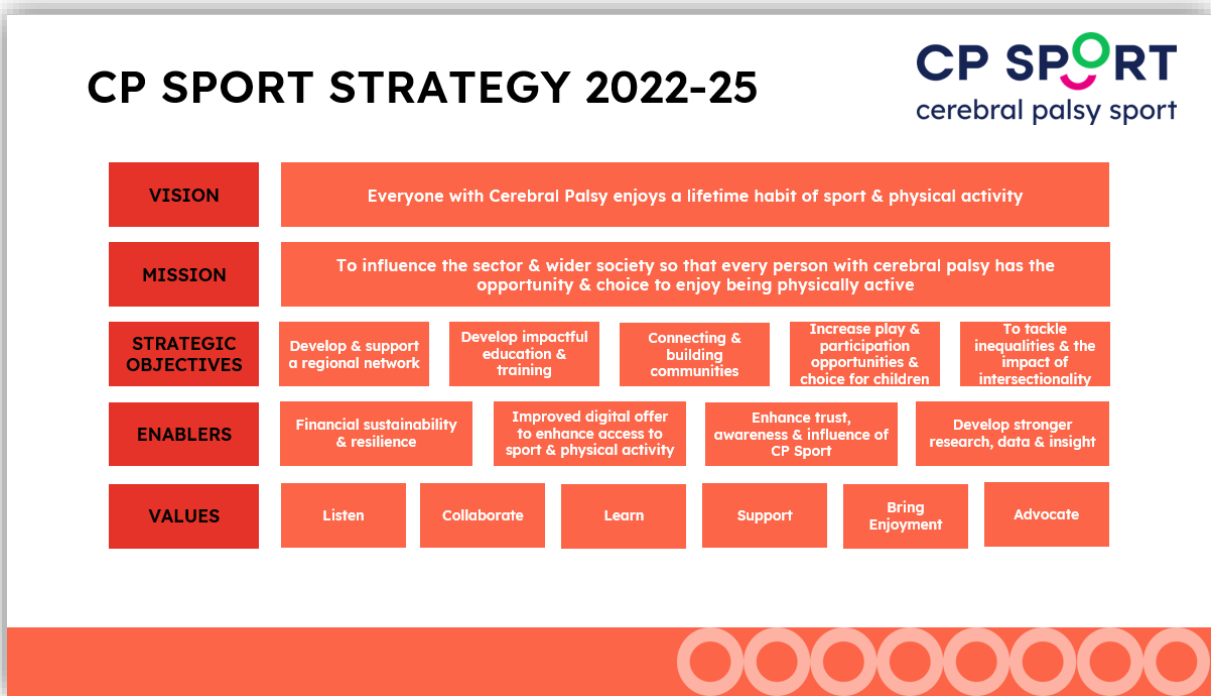 CP SPORT STRATEGY 2022-25
CP SPORT
cerebral palsy sport
VISION
Everyone with Cerebral Palsy enjoys a lifetime habit of sport & physical activity
MISSION
To influence the sector & wider society so that every person with cerebral palsy has the
opportunity & choice to enjoy being physically active
STRATEGIC
OBJECTIVES
Develop & support
a regional network
Develop impactful
education &
training
Connecting &
building
communities
Increase play &
participation
opportunities &
choice for children
To tackle
inequalities & the
impact of
intersectionality
ENABLERS
Financial sustainability
& resilience
Improved digital offer
to enhance access to
sport & physical activity
Enhance trust,
awareness & influence of
CP Sport
Develop stronger
research, data & insight
VALUES
Listen
Collaborate
Learn
Support
Bring
Enjoyment
Advocate